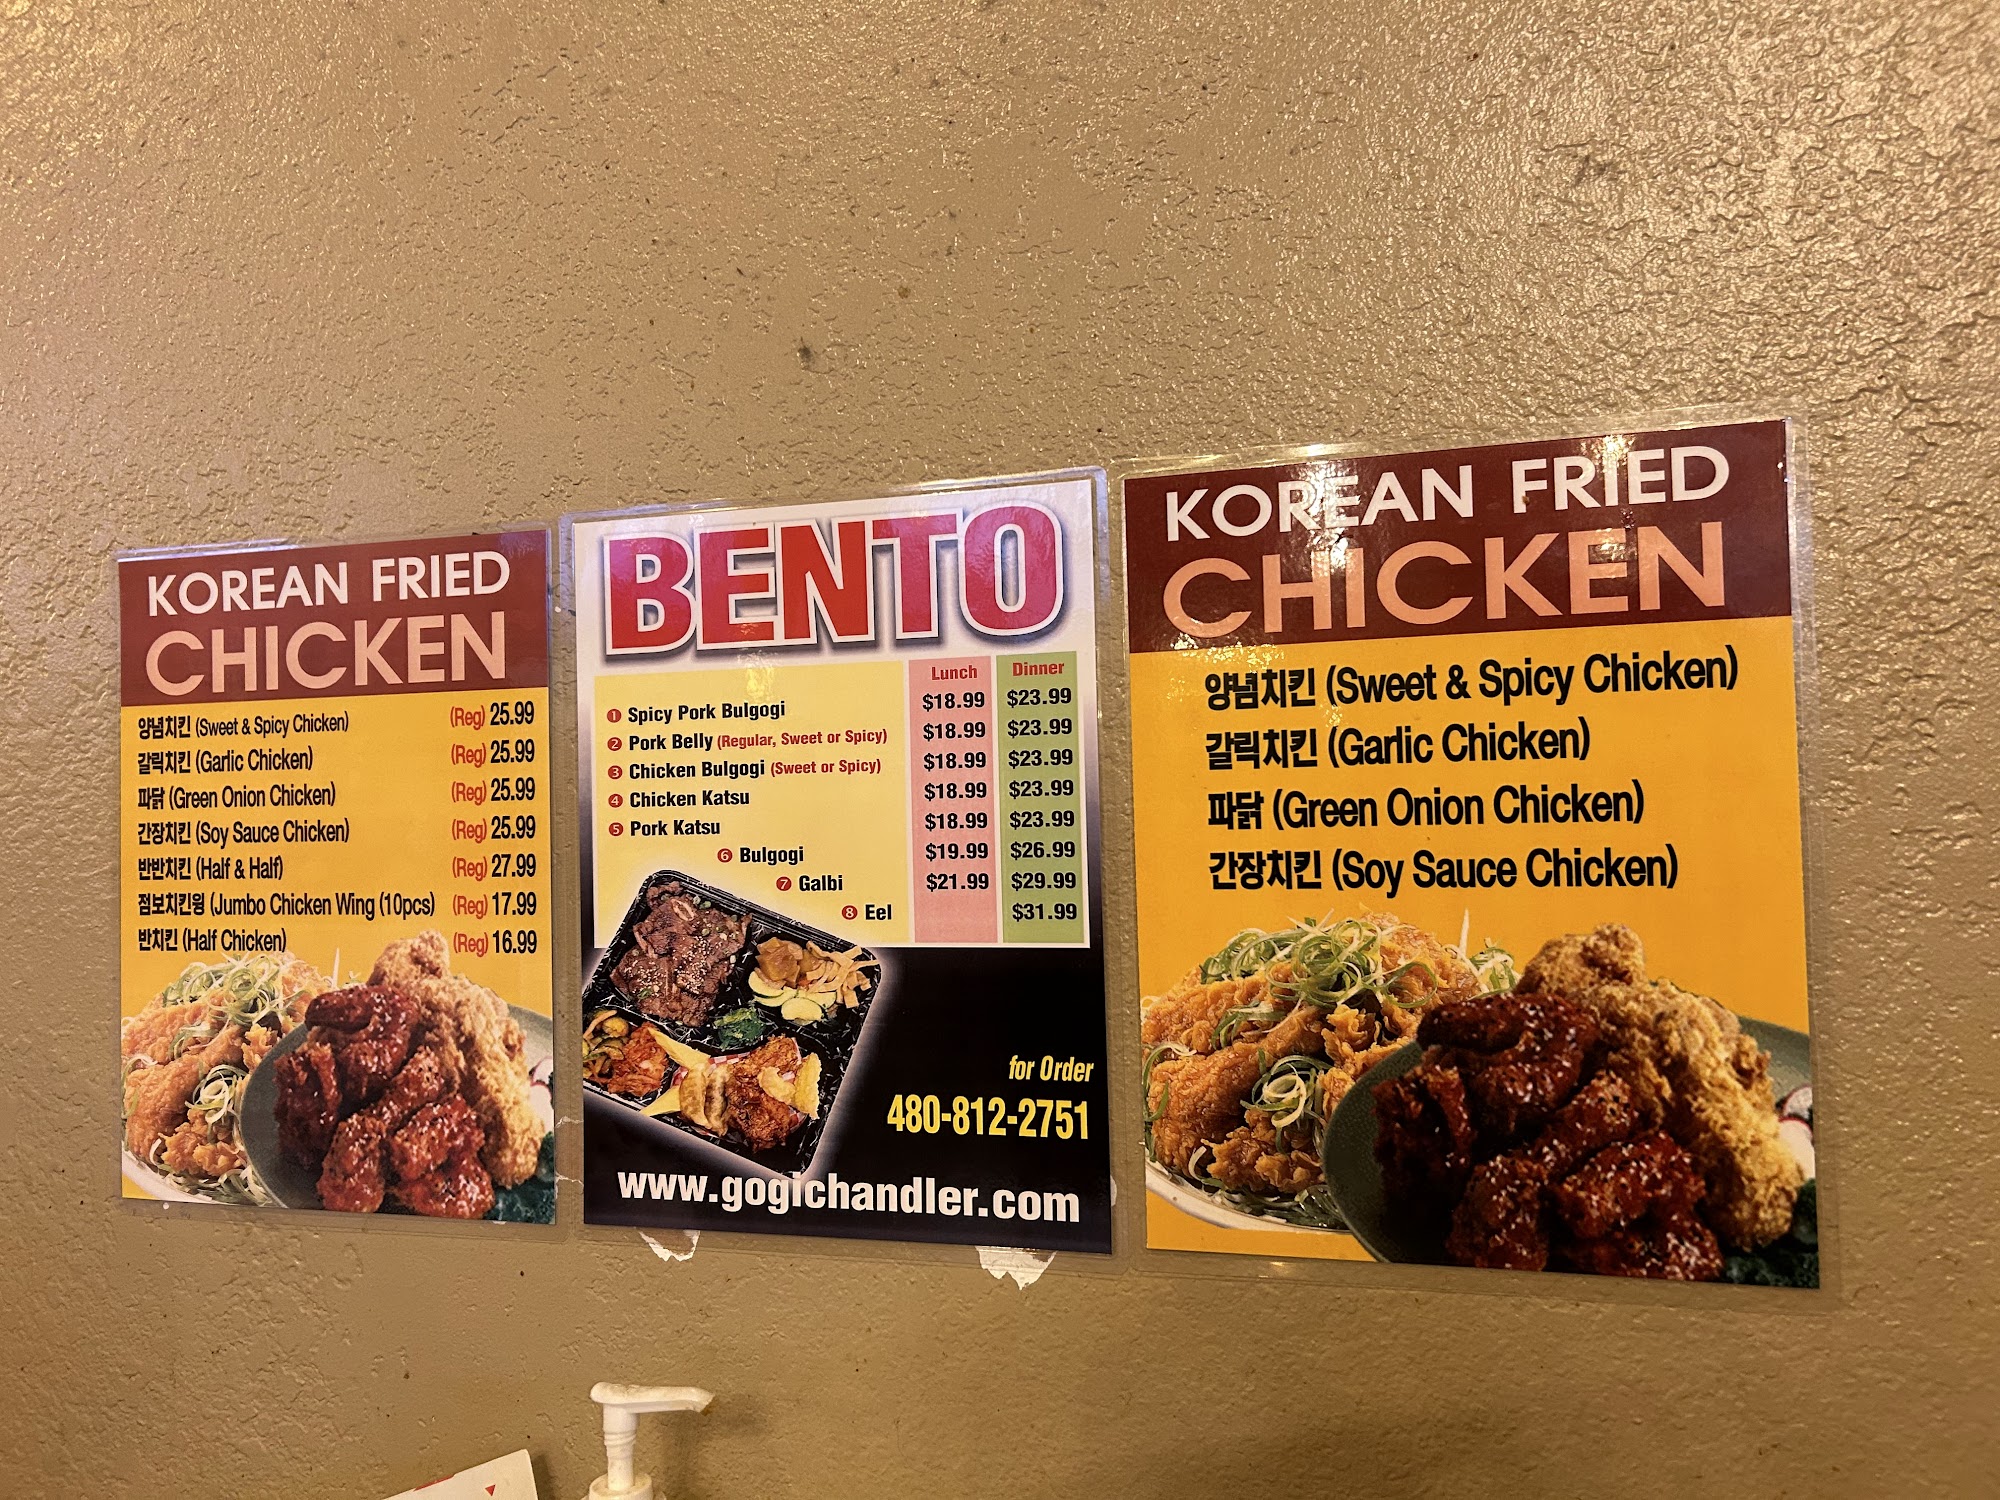 KOREAN FRIED
CHICKEN
양념치킨 (Sweet & Spicy Chicken) (Reg) 25.99
갈릭치킨 (Garlic Chicken) (Reg) 25.99
파닭 (Green Onion Chicken) (Reg) 25.99
간장치킨 (Soy Sauce Chicken) (Reg) 25.99
반반치킨 (Half & Half) (Reg) 27.99
점보치킨윙 (Jumbo Chicken Wing (10pcs) (Reg) 17.99
반치킨 (Half Chicken) (Reg) 16.99
BENTO
Lunch Dinner
1 Spicy Pork Bulgogi $18.99 $23.99
2 Pork Belly (Regular, Sweet or Spicy) $18.99 $23.99
3 Chicken Bulgogi (Sweet or Spicy) $18.99 $23.99
4 Chicken Katsu $18.99 $23.99
5 Pork Katsu $18.99 $23.99
6 Bulgogi $19.99 $26.99
7 Galbi $21.99 $29.99
8 Eel $31.99
for Order
480-812-2751
www.gogichandler.com
KOREAN FRIED
CHICKEN
양념치킨 (Sweet & Spicy Chicken)
갈릭치킨 (Garlic Chicken)
파닭 (Green Onion Chicken)
간장치킨 (Soy Sauce Chicken)